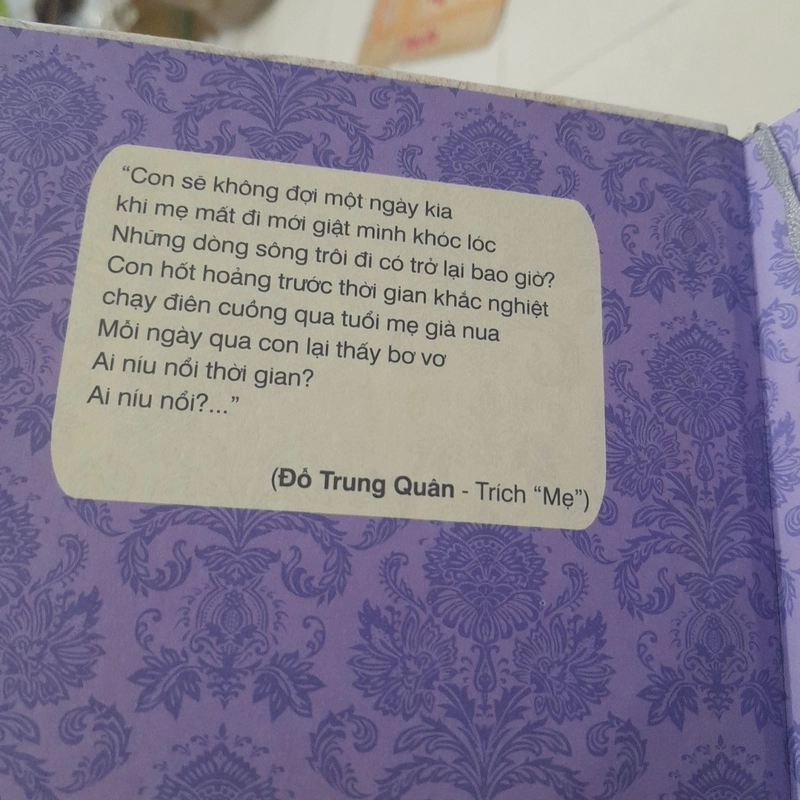 “Con sẽ không đợi một ngày kia
khi mẹ mất đi mới giật mình khóc lóc
Những dòng sông trôi đi có trở lại bao giờ?
Con hốt hoảng trước thời gian khắc nghiệt
chạy điên cuồng qua tuổi mẹ già nua
Mỗi ngày qua con lại thấy bơ vơ
Ai níu nổi thời gian?
Ai níu nổi?...”
(Đỗ Trung Quân - Trích “Mẹ”)